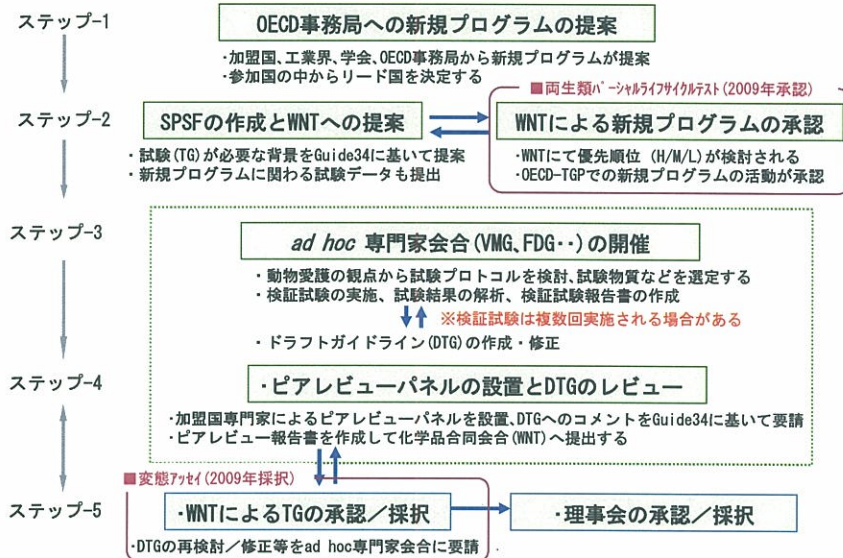 ステップ-1
OECD事務局への新規プログラムの提案
・加盟国、工業界、学会、OECD事務局から新規プログラムが提案
・参加国の中からリード国を決定する
■両生類パーシャルライフサイクルテスト(2009年承認)
ステップ-2
SPSFの作成とWNTへの提案
WNTによる新規プログラムの承認
・試験(TG)が必要な背景をGuide34に基いて提案
・新規プログラムに関わる試験データも提出
・WNTにて優先順位 (H/M/L)が検討される
・OECD-TGPでの新規プログラムの活動が承認
ステップ-3
ad hoc 専門家会合(VMG、FDG・・)の開催
・動物愛護の観点から試験プロトコルを検討、試験物質などを選定する
・検証試験の実施、試験結果の解析、検証試験報告書の作成
※検証試験は複数回実施される場合がある
・ドラフトガイドライン(DTG)の作成・修正
ステップ-4
・ピアレビューパネルの設置とDTGのレビュー
・加盟国専門家によるピアレビューパネルを設置、DTGへのコメントをGuide34に基いて要請
・ピアレビュー報告書を作成して化学品合同会合(WNT)へ提出する
■変態アッセイ(2009年採択)
ステップ-5
・WNTによるTGの承認/採択
・理事会の承認/採択
・DTGの再検討/修正等をad hoc専門家会合に要請